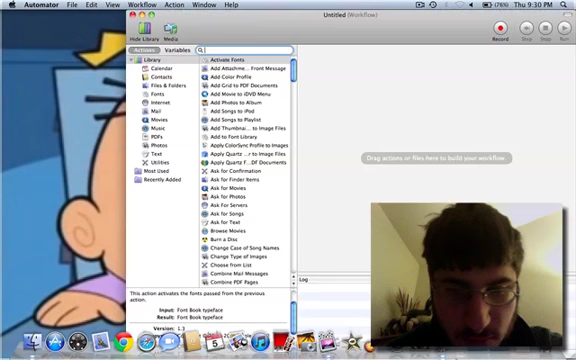 Automator File Edit View Workflow Action Window Help Thu 9:30 PM
Untitled (Workflow)
Hide Library Media Record Step Stop Run
Actions Variables
Library
Calendar
Contacts
Files & Folders
Fonts
Internet
Mail
Movies
Music
PDFs
Photos
Text
Utilities
Most Used
Recently Added
Activate Fonts
Add Attachme...Front Message
Add Color Profile
Add Grid to PDF Documents
Add Movie to iDVD Menu
Add Photos to Album
Add Songs to iPod
Add Songs to Playlist
Add Thumbnai...to Image Files
Add to Font Library
Apply ColorSync Profile to Images
Apply Quartz ...r to Image Files
Apply Quartz F...DF Documents
Ask for Confirmation
Ask for Finder Items
Ask for Movies
Ask for Photos
Ask for Servers
Ask for Songs
Ask for Text
Browse Movies
Burn a Disc
Change Case of Song Names
Change Type of Images
Choose from List
Combine Mail Messages
Combine PDF Pages
Drag actions or files here to build your workflow.
Log
This action activates the fonts passed from the previous
action.
Input: Font Book typeface
Result: Font Book typeface
Version: 1.3
5